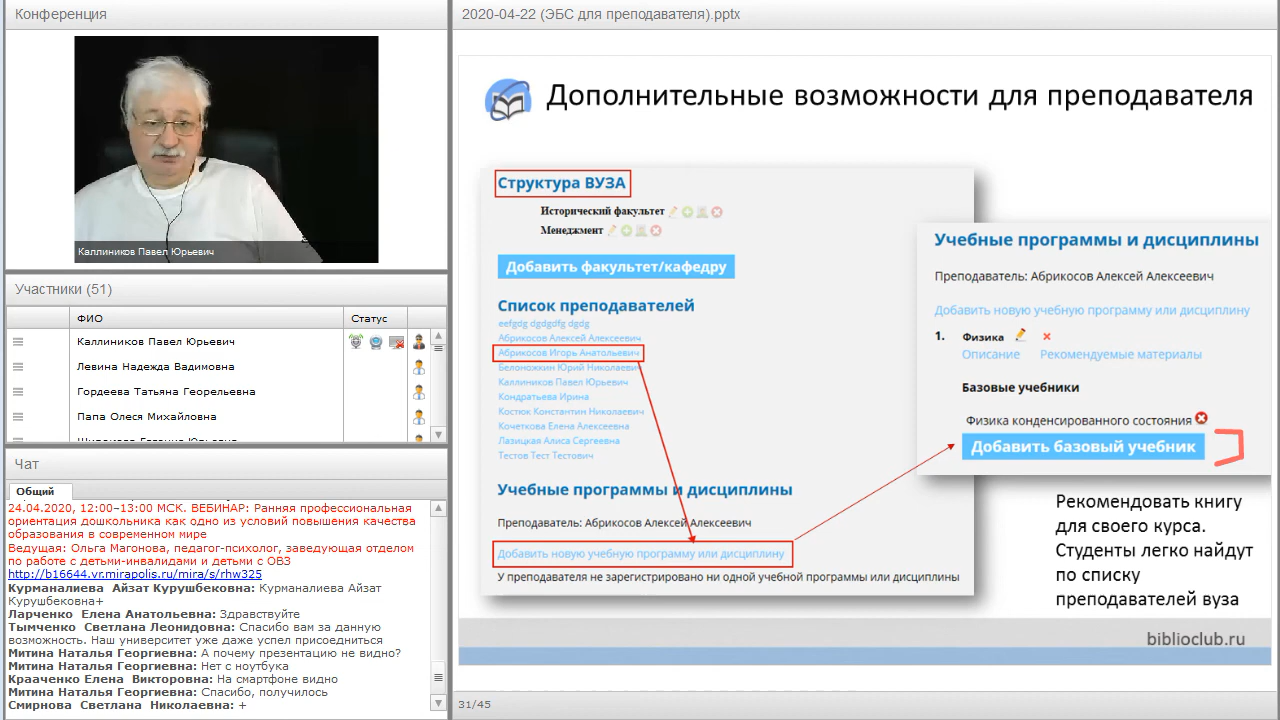 Конференция
Каллиников Павел Юрьевич
Участники (51)
ФИО
Статус
Каллиников Павел Юрьевич
Левина Надежда Вадимовна
Гордеева Татьяна Георельевна
Папа Олеся Михайловна
Чат
Общий
24.04.2020, 12:00–13:00 МСК. ВЕБИНАР: Ранняя профессиональная
ориентация дошкольника как одно из условий повышения качества
образования в современном мире
Ведущая: Ольга Магонова, педагог-психолог, заведующая отделом
по работе с детьми-инвалидами и детьми с ОВЗ
http://b16644.vr.mirapolis.ru/mira/s/rhw325
Курманалиева Айзат Курушбековна: Курманалиева Айзат
Курушбековна+
Ларченко Елена Анатольевна: Здравствуйте
Тымченко Светлана Леонидовна: Спасибо вам за данную
возможность. Наш университет уже даже успел присоединиться
Митина Наталья Георгиевна: А почему презентацию не видно?
Митина Наталья Георгиевна: Нет с ноутбука
Крааченко Елена Викторовна: На смартфоне видно
Митина Наталья Георгиевна: Спасибо, получилось
Смирнова Светлана Николаевна: +
2020-04-22 (ЭБС для преподавателя).pptx
Дополнительные возможности для преподавателя
Структура ВУЗА
Исторический факультет
Менеджмент
Добавить факультет/кафедру
Список преподавателей
eefgdg dgdgdfg dgdg
Абрикосов Алексей Алексеевич
Абрикосов Игорь Анатольевич
Белоножкин Юрий Николаевич
Каллиников Павел Юрьевич
Кондратьева Ирина
Костюк Константин Николаевич
Кочеткова Елена Алексеевна
Лазицкая Алиса Сергеевна
Тестов Тест Тестович
Учебные программы и дисциплины
Преподаватель: Абрикосов Алексей Алексеевич
Добавить новую учебную программу или дисциплину
У преподавателя не зарегистрировано ни одной учебной программы или дисциплины
Учебные программы и дисциплины
Преподаватель: Абрикосов Алексей Алексеевич
Добавить новую учебную программу или дисциплину
1. Физика
Описание Рекомендуемые материалы
Базовые учебники
Физика конденсированного состояния
Добавить базовый учебник
Рекомендовать книгу
для своего курса.
Студенты легко найдут
по списку
преподавателей вуза
biblioclub.ru
31/45